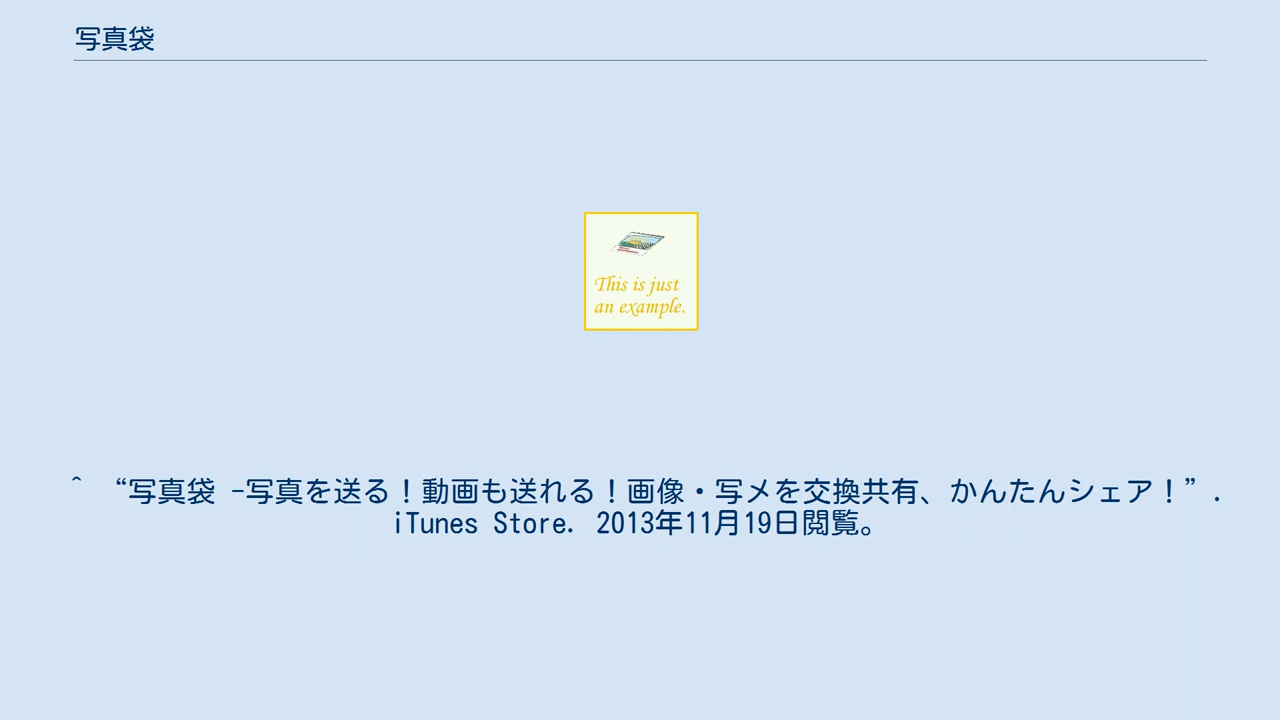 写真袋
This is just
an example.
^ “写真袋 -写真を送る！動画も送れる！画像・写メを交換共有、かんたんシェア！”.
iTunes Store. 2013年11月19日閲覧。